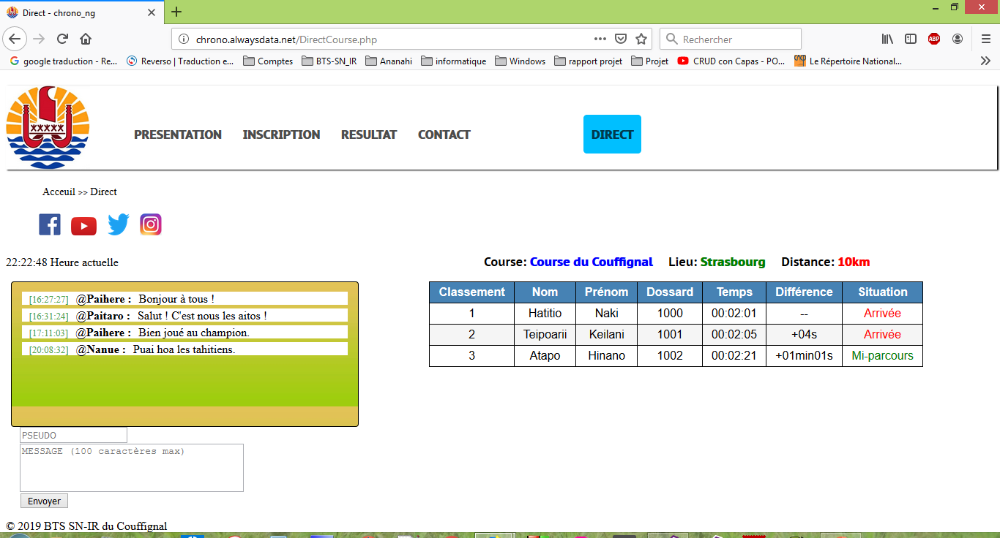 Direct - chrono_ng
chrono.alwaysdata.net/DirectCourse.php
Rechercher
ABP
google traduction - Re...
Reverso | Traduction e...
Comptes
BTS-SN_IR
Ananahi
informatique
Windows
rapport projet
Projet
CRUD con Capas - PO...
Le Répertoire National...
XXXXX
PRESENTATION INSCRIPTION RESULTAT CONTACT DIRECT
Acceuil >> Direct
22:22:48 Heure actuelle
Course: Course du Couffignal Lieu: Strasbourg Distance: 10km
[16:27:27] @Paihere : Bonjour à tous !
[16:31:24] @Paitaro : Salut ! C'est nous les aitos !
[17:11:03] @Paihere : Bien joué au champion.
[20:08:32] @Nanue : Puai hoa les tahitiens.
Classement Nom Prénom Dossard Temps Différence Situation
1 Hatitio Naki 1000 00:02:01 -- Arrivée
2 Teipoarii Keilani 1001 00:02:05 +04s Arrivée
3 Atapo Hinano 1002 00:02:21 +01min01s Mi-parcours
PSEUDO
MESSAGE (100 caractères max)
Envoyer
© 2019 BTS SN-IR du Couffignal